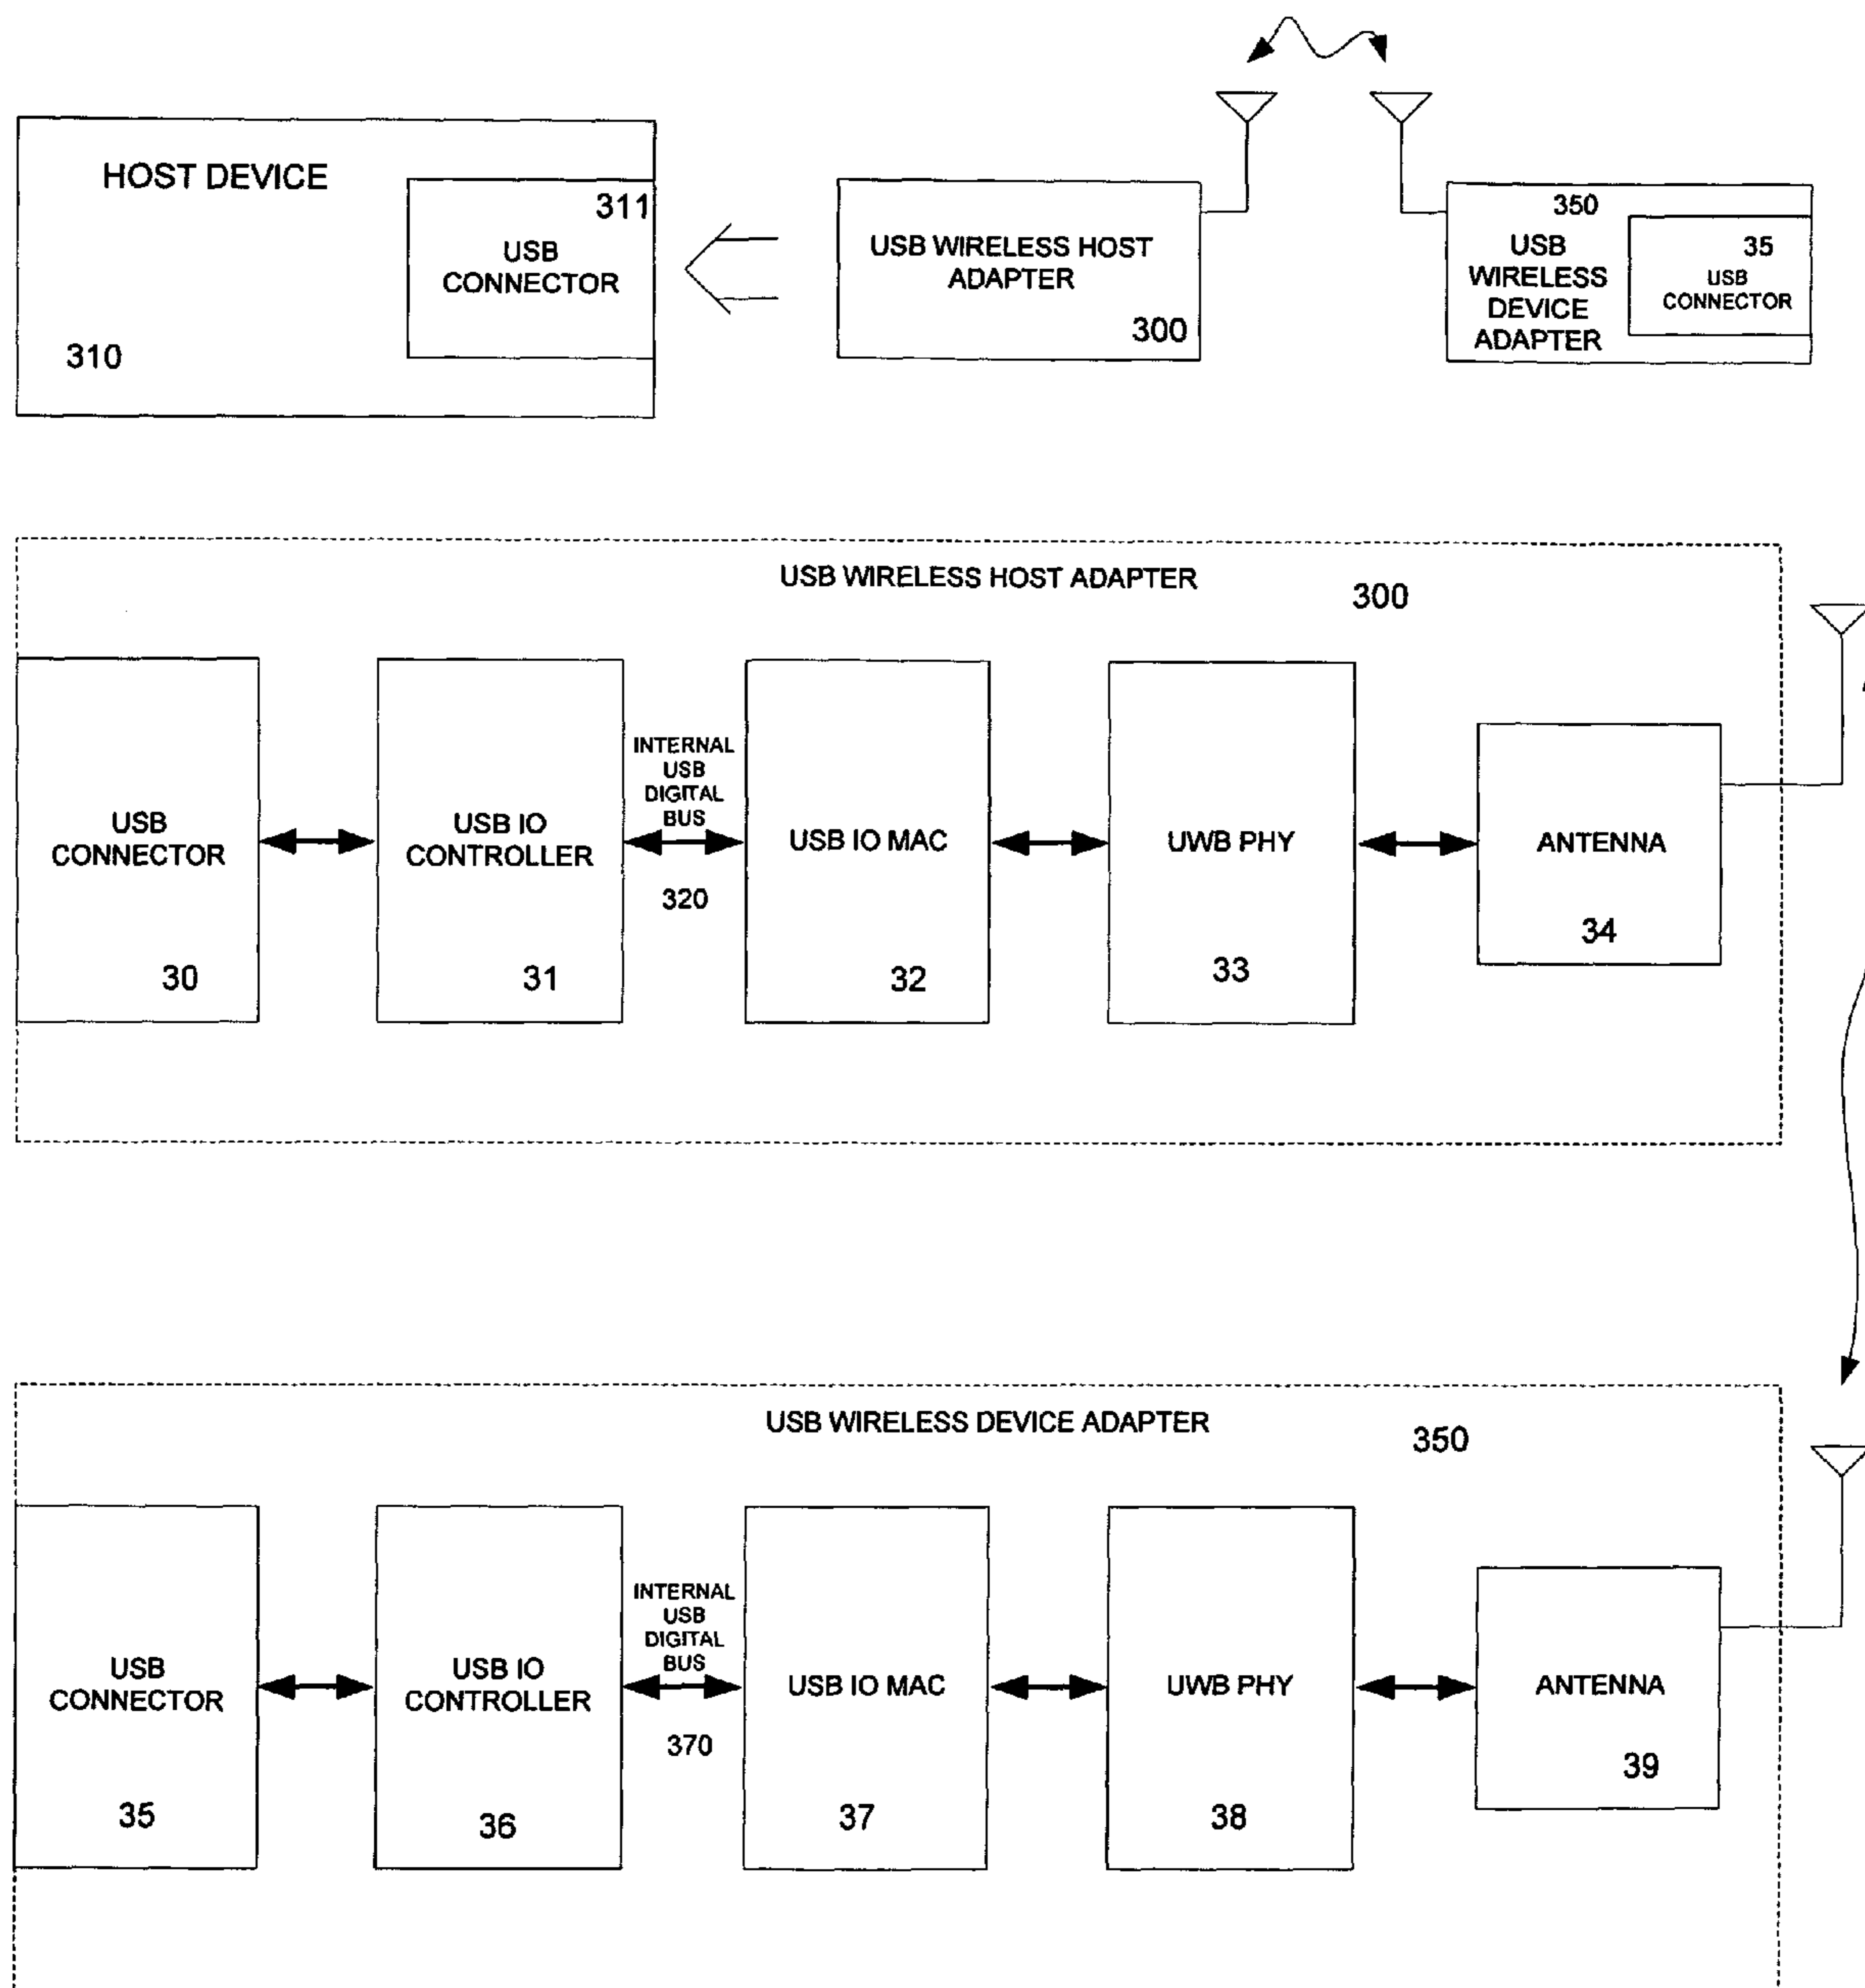 HOST DEVICE
311
USB
CONNECTOR
310
USB WIRELESS HOST
ADAPTER
300
350
USB
WIRELESS
DEVICE
ADAPTER
35
USB
CONNECTOR
USB WIRELESS HOST ADAPTER
300
USB
CONNECTOR
30
USB IO
CONTROLLER
31
INTERNAL
USB
DIGITAL
BUS
320
USB IO MAC
32
UWB PHY
33
ANTENNA
34
USB WIRELESS DEVICE ADAPTER
350
USB
CONNECTOR
35
USB IO
CONTROLLER
36
INTERNAL
USB
DIGITAL
BUS
370
USB IO MAC
37
UWB PHY
38
ANTENNA
39